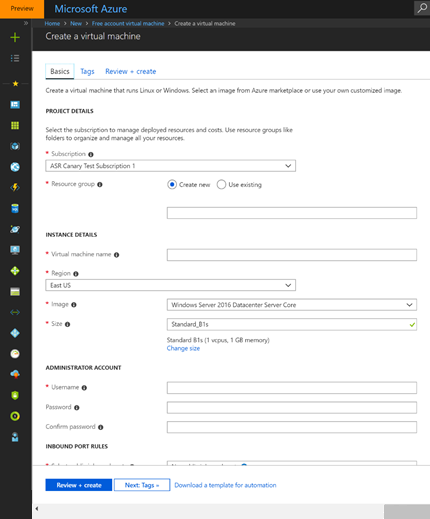 Preview
Microsoft Azure
Home > New > Free account virtual machine > Create a virtual machine
Create a virtual machine
Basics Tags Review + create
Create a virtual machine that runs Linux or Windows. Select an image from Azure marketplace or use your own customized image.
PROJECT DETAILS
Select the subscription to manage deployed resources and costs. Use resource groups like
folders to organize and manage all your resources.
* Subscription
ASR Canary Test Subscription 1
* Resource group Create new Use existing
INSTANCE DETAILS
* Virtual machine name
* Region
East US
* Image Windows Server 2016 Datacenter Server Core
* Size Standard_B1s
Standard B1s (1 vcpus, 1 GB memory)
Change size
ADMINISTRATOR ACCOUNT
* Username
Password
Confirm password
INBOUND PORT RULES
Review + create Next: Tags » Download a template for automation